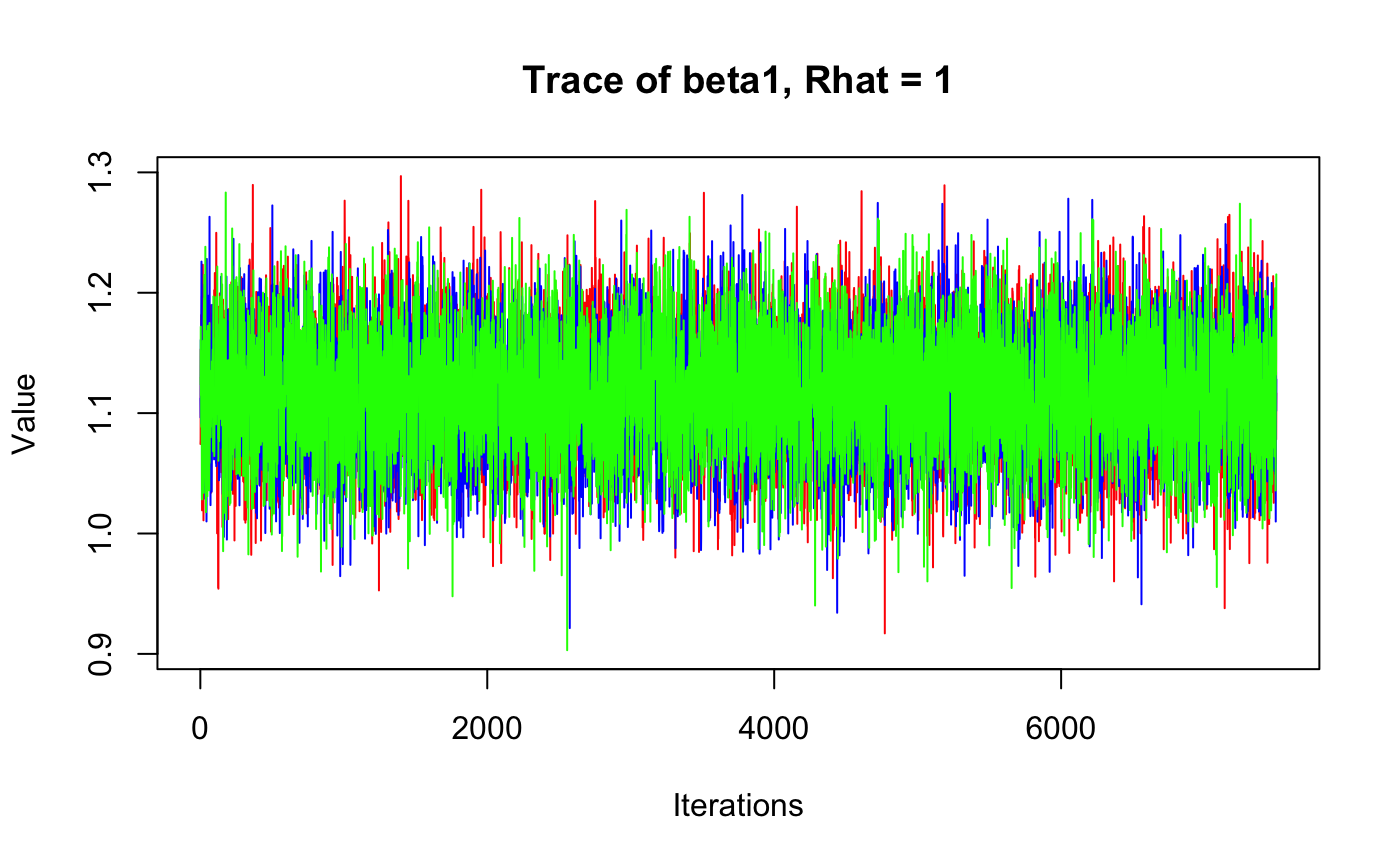 Trace of beta1, Rhat = 1
1.3
1.2
1.1
1.0
0.9
Value
0 2000 4000 6000
Iterations